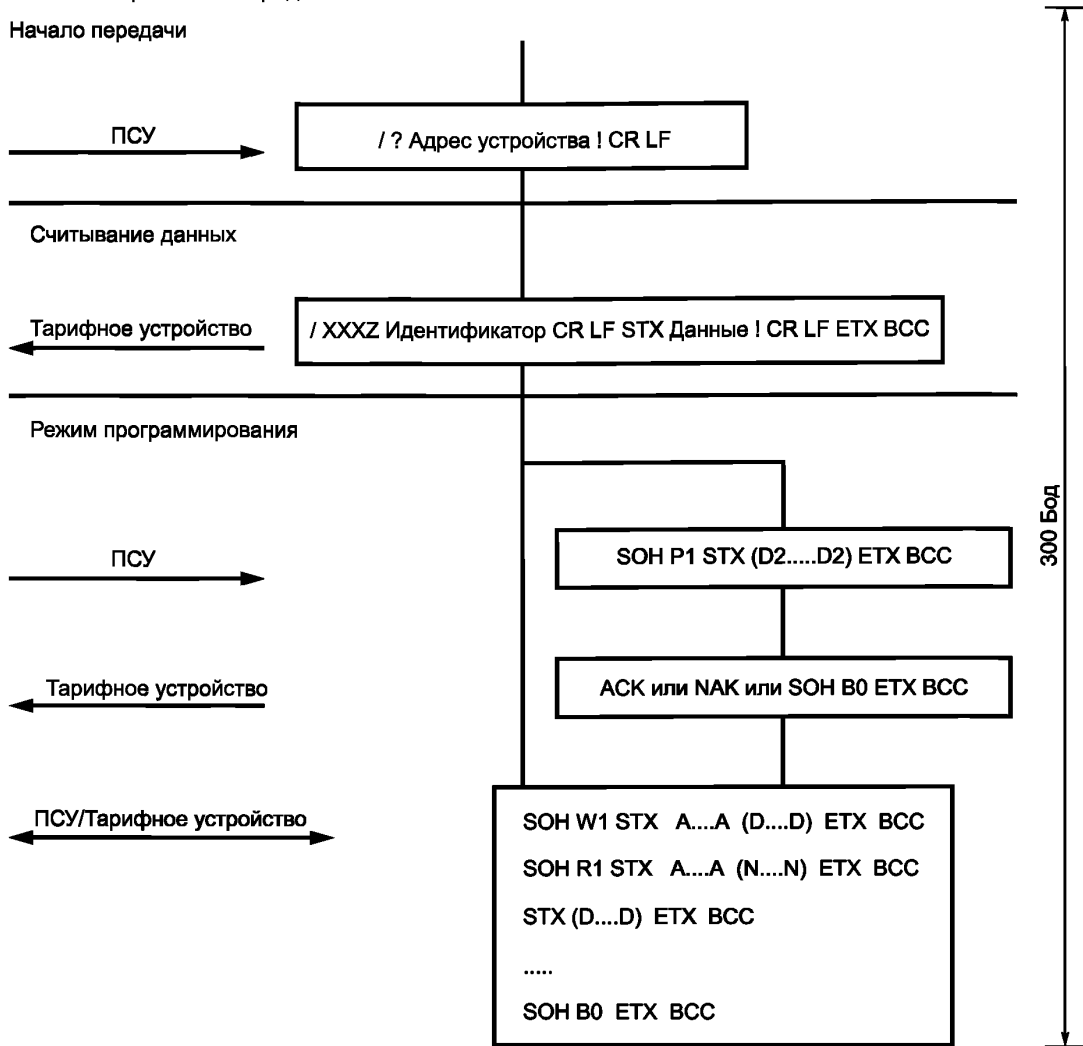 Начало передачи
ПСУ
/ ? Адрес устройства ! CR LF
Считывание данных
Тарифное устройство
/ XXXZ Идентификатор CR LF STX Данные ! CR LF ETX BCC
Режим программирования
ПСУ
SOH P1 STX (D2.....D2) ETX BCC
Тарифное устройство
ACK или NAK или SOH B0 ETX BCC
ПСУ/Тарифное устройство
SOH W1 STX A....A (D....D) ETX BCC
SOH R1 STX A....A (N....N) ETX BCC
STX (D....D) ETX BCC
.....
SOH B0 ETX BCC
300 Бод